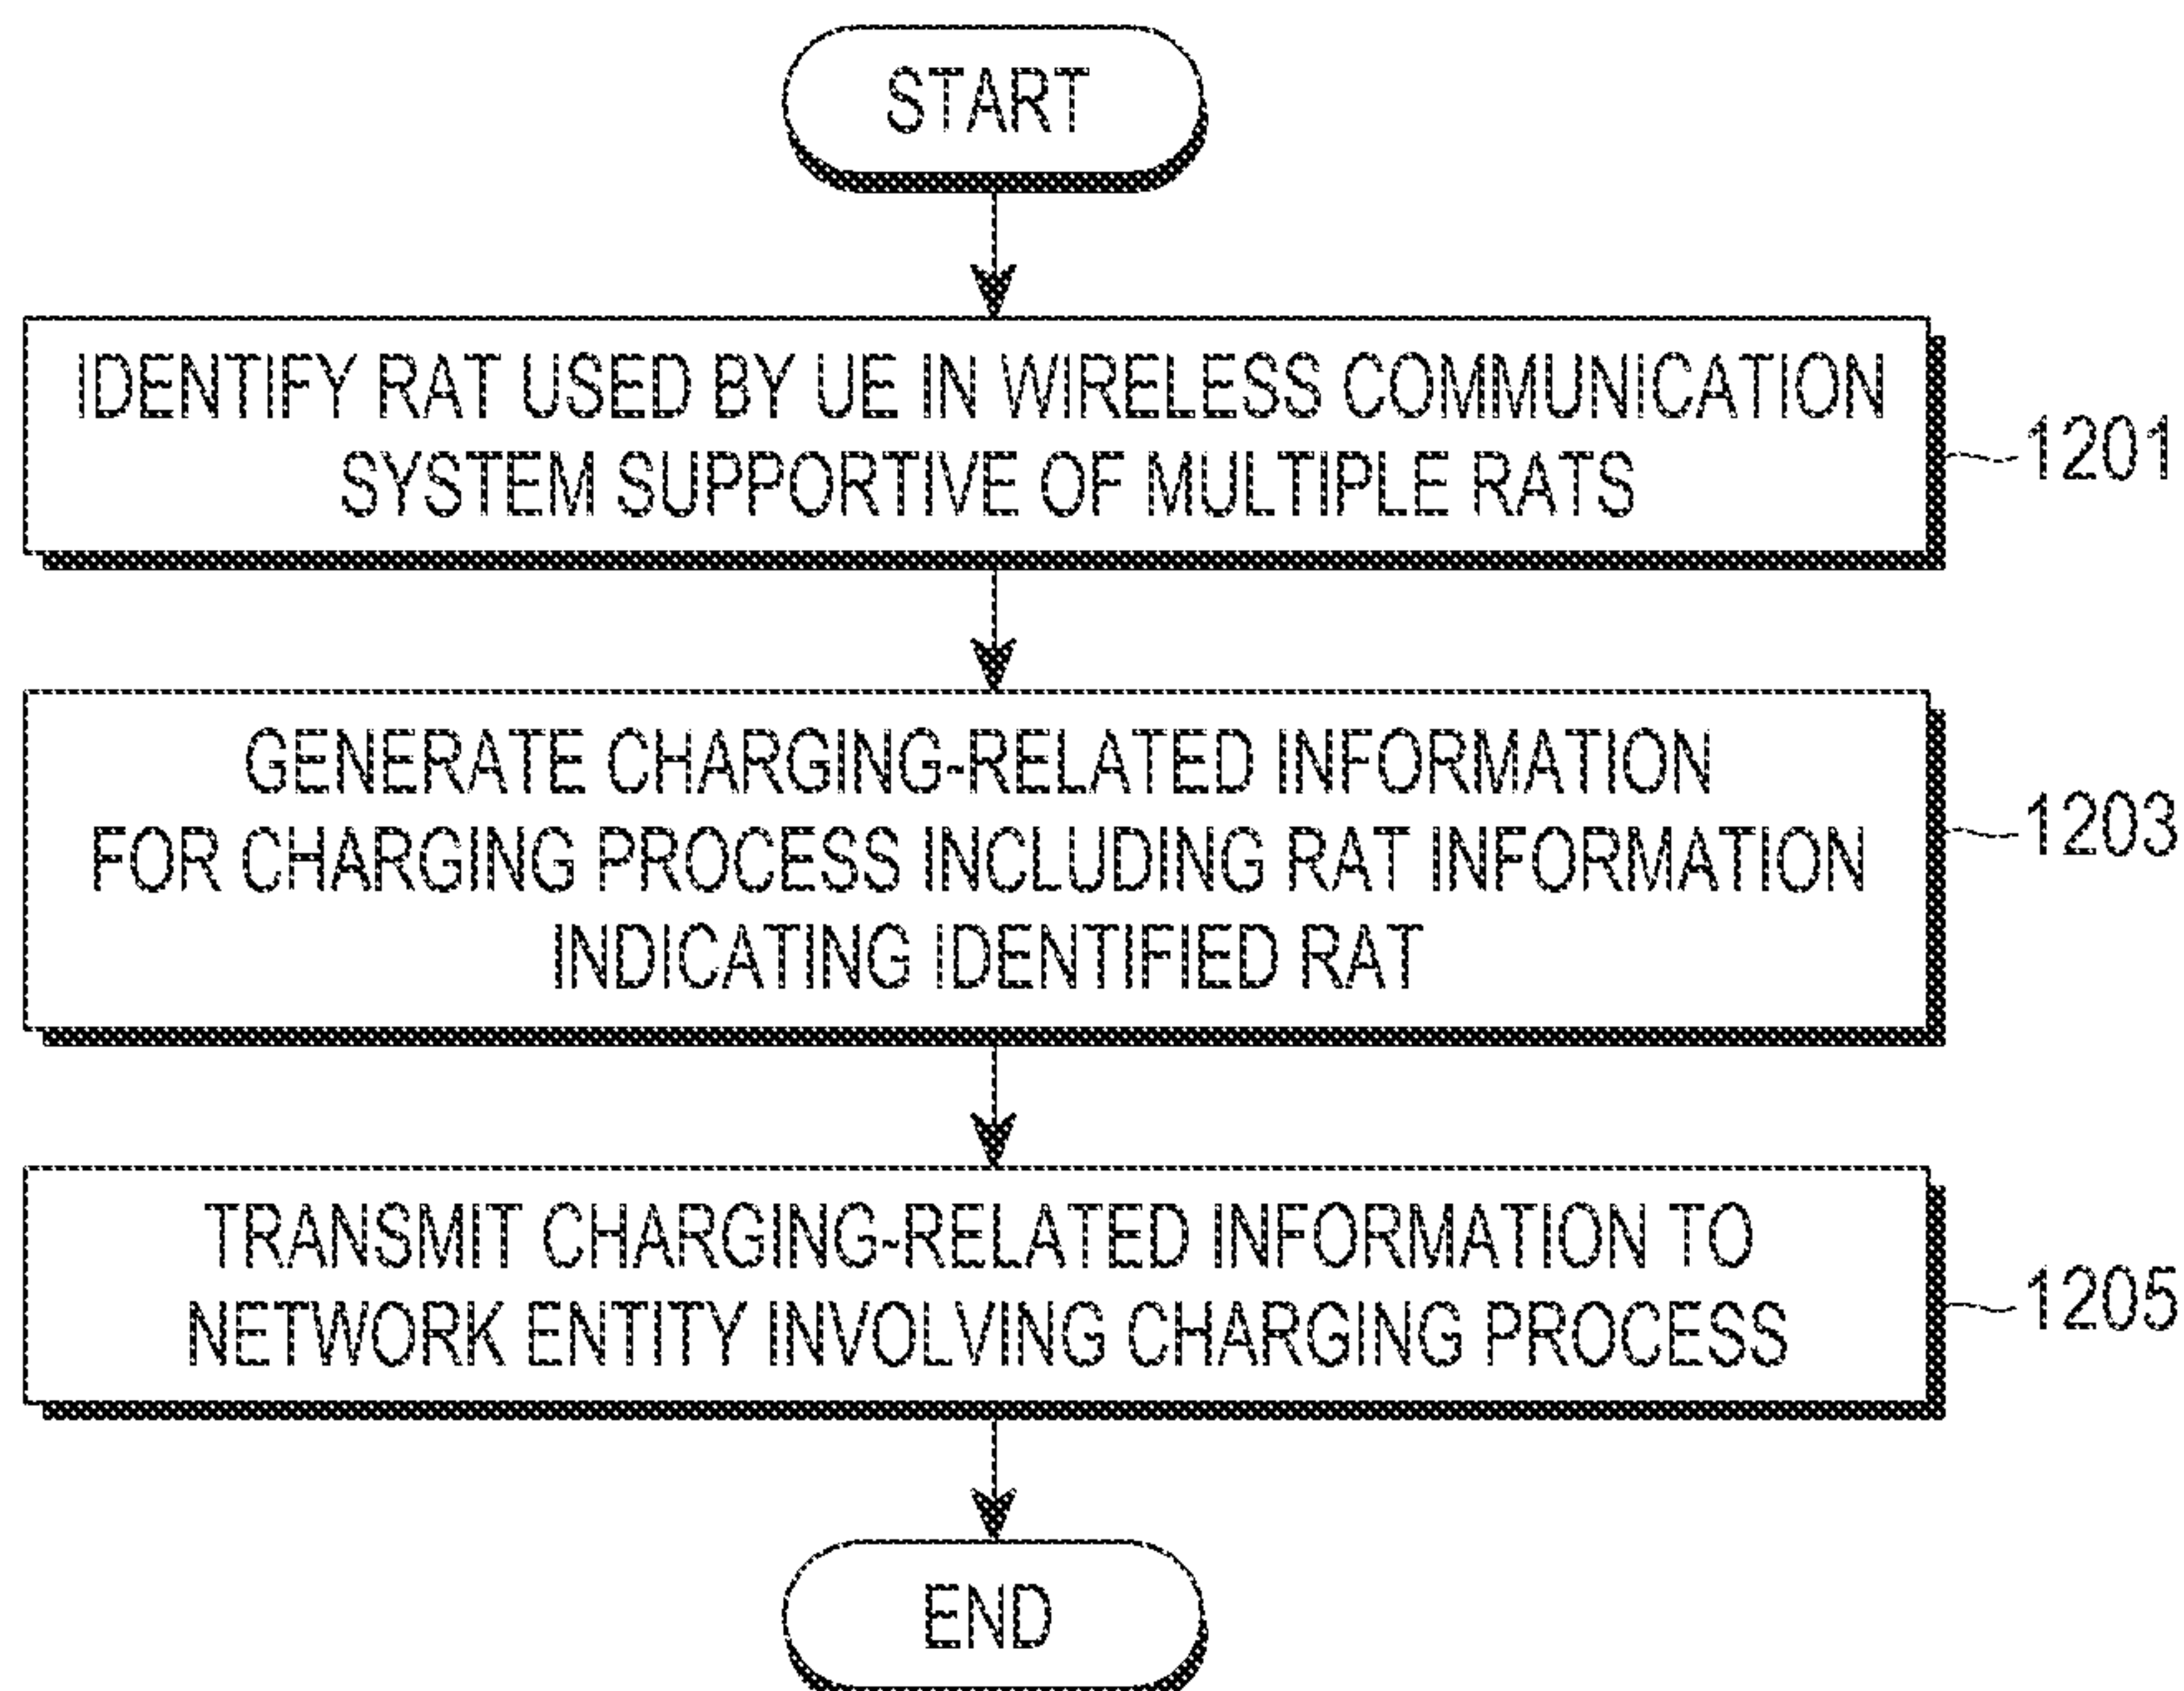 START
IDENTIFY RAT USED BY UE IN WIRELESS COMMUNICATION
SYSTEM SUPPORTIVE OF MULTIPLE RATS
1201
GENERATE CHARGING-RELATED INFORMATION
FOR CHARGING PROCESS INCLUDING RAT INFORMATION
INDICATING IDENTIFIED RAT
1203
TRANSMIT CHARGING-RELATED INFORMATION TO
NETWORK ENTITY INVOLVING CHARGING PROCESS
1205
END